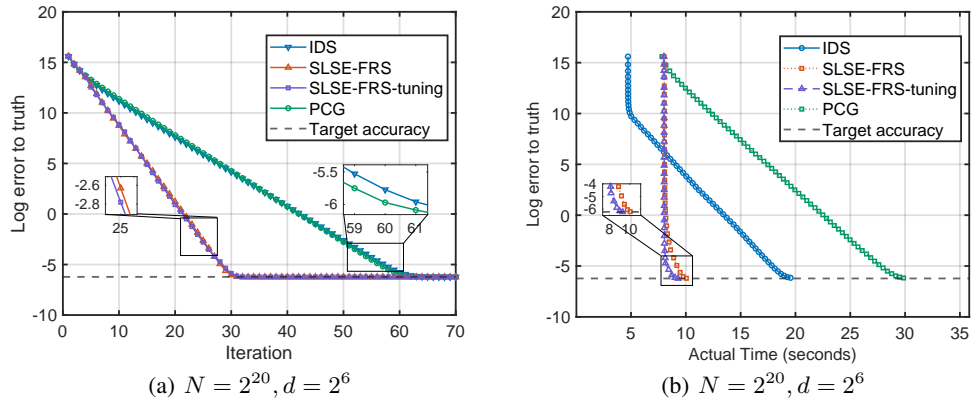 20
15
10
5
0
-5
-10
Log error to truth
IDS
SLSE-FRS
SLSE-FRS-tuning
PCG
Target accuracy
-2.6
-2.8
25
-5.5
-6
59 60 61
0 10 20 30 40 50 60 70
Iteration
(a) N = 2^20, d = 2^6
20
15
10
5
0
-5
-10
Log error to truth
IDS
SLSE-FRS
SLSE-FRS-tuning
PCG
Target accuracy
-4
-5
-6
8 10
5 10 15 20 25 30 35
Actual Time (seconds)
(b) N = 2^20, d = 2^6